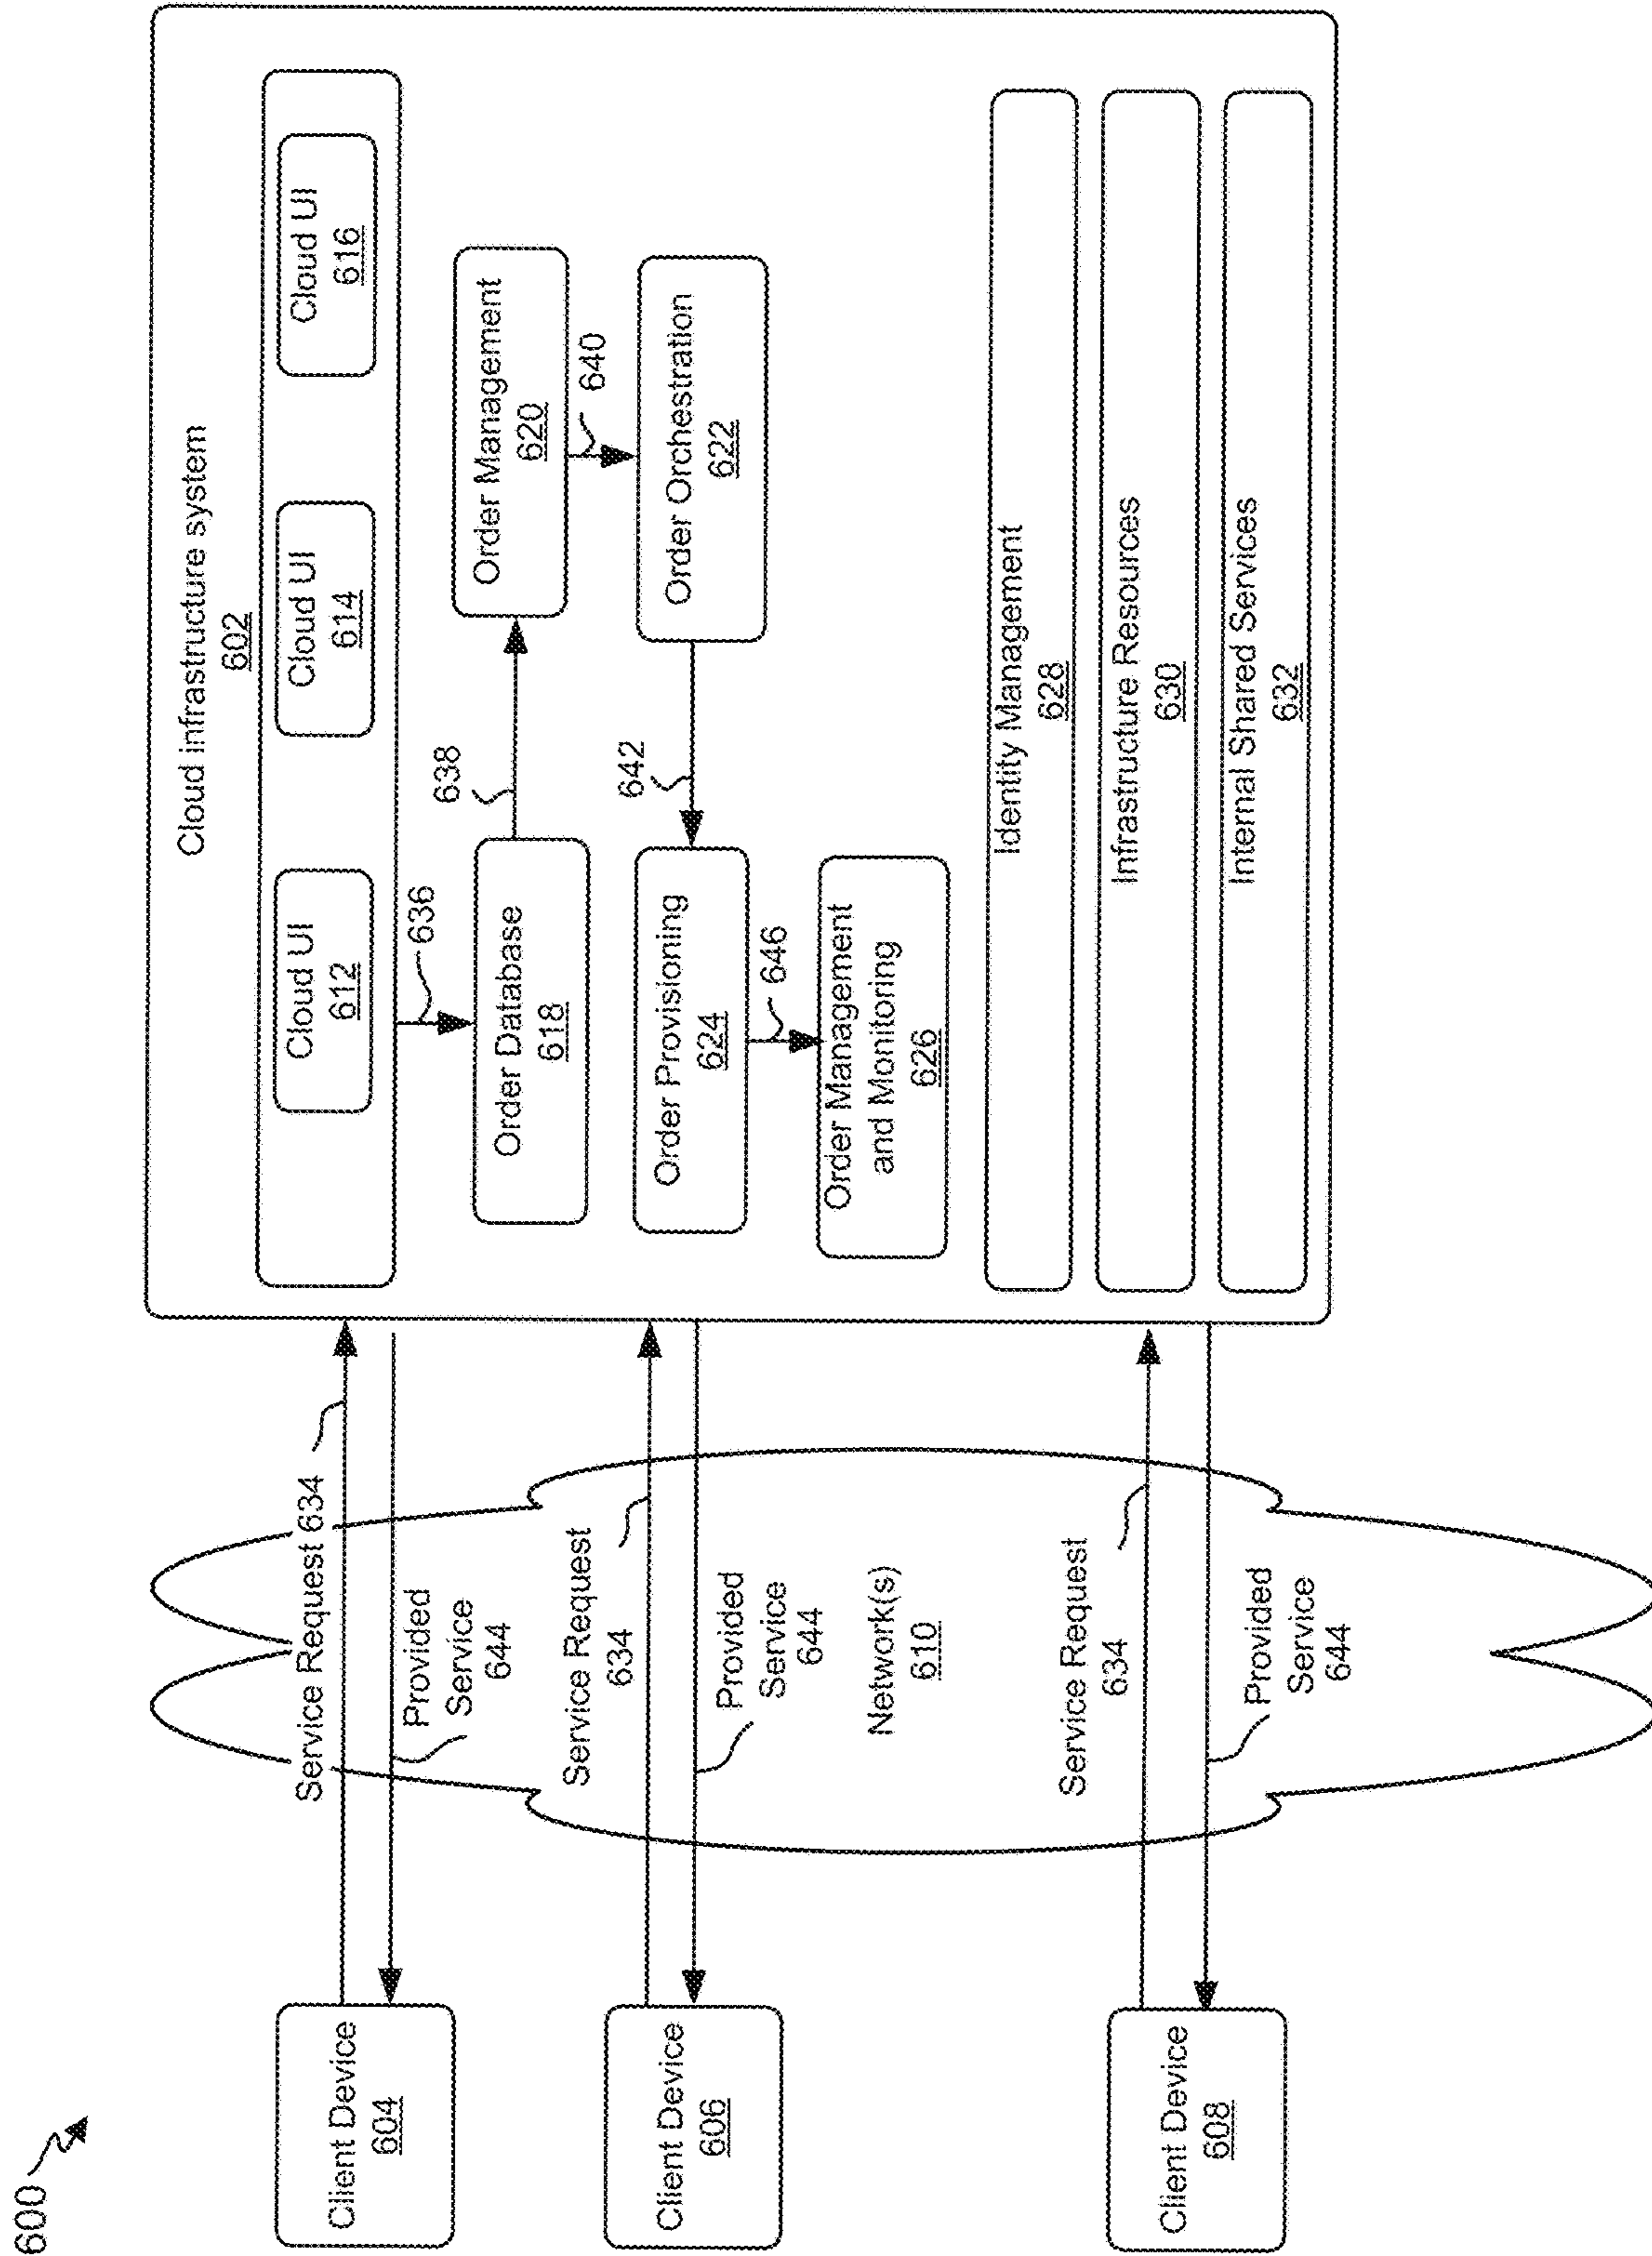 600
Cloud infrastructure system
602
Cloud UI
612
Cloud UI
614
Cloud UI
616
636
Order Database
618
638
Order Management
620
640
Order Orchestration
622
642
Order Provisioning
624
646
Order Management
and Monitoring
626
Identity Management
628
Infrastructure Resources
630
Internal Shared Services
632
Client Device
604
Service Request 634
Provided
Service
644
Client Device
606
Service Request
634
Provided
Service
644
Network(s)
610
Client Device
608
Service Request
634
Provided
Service
644